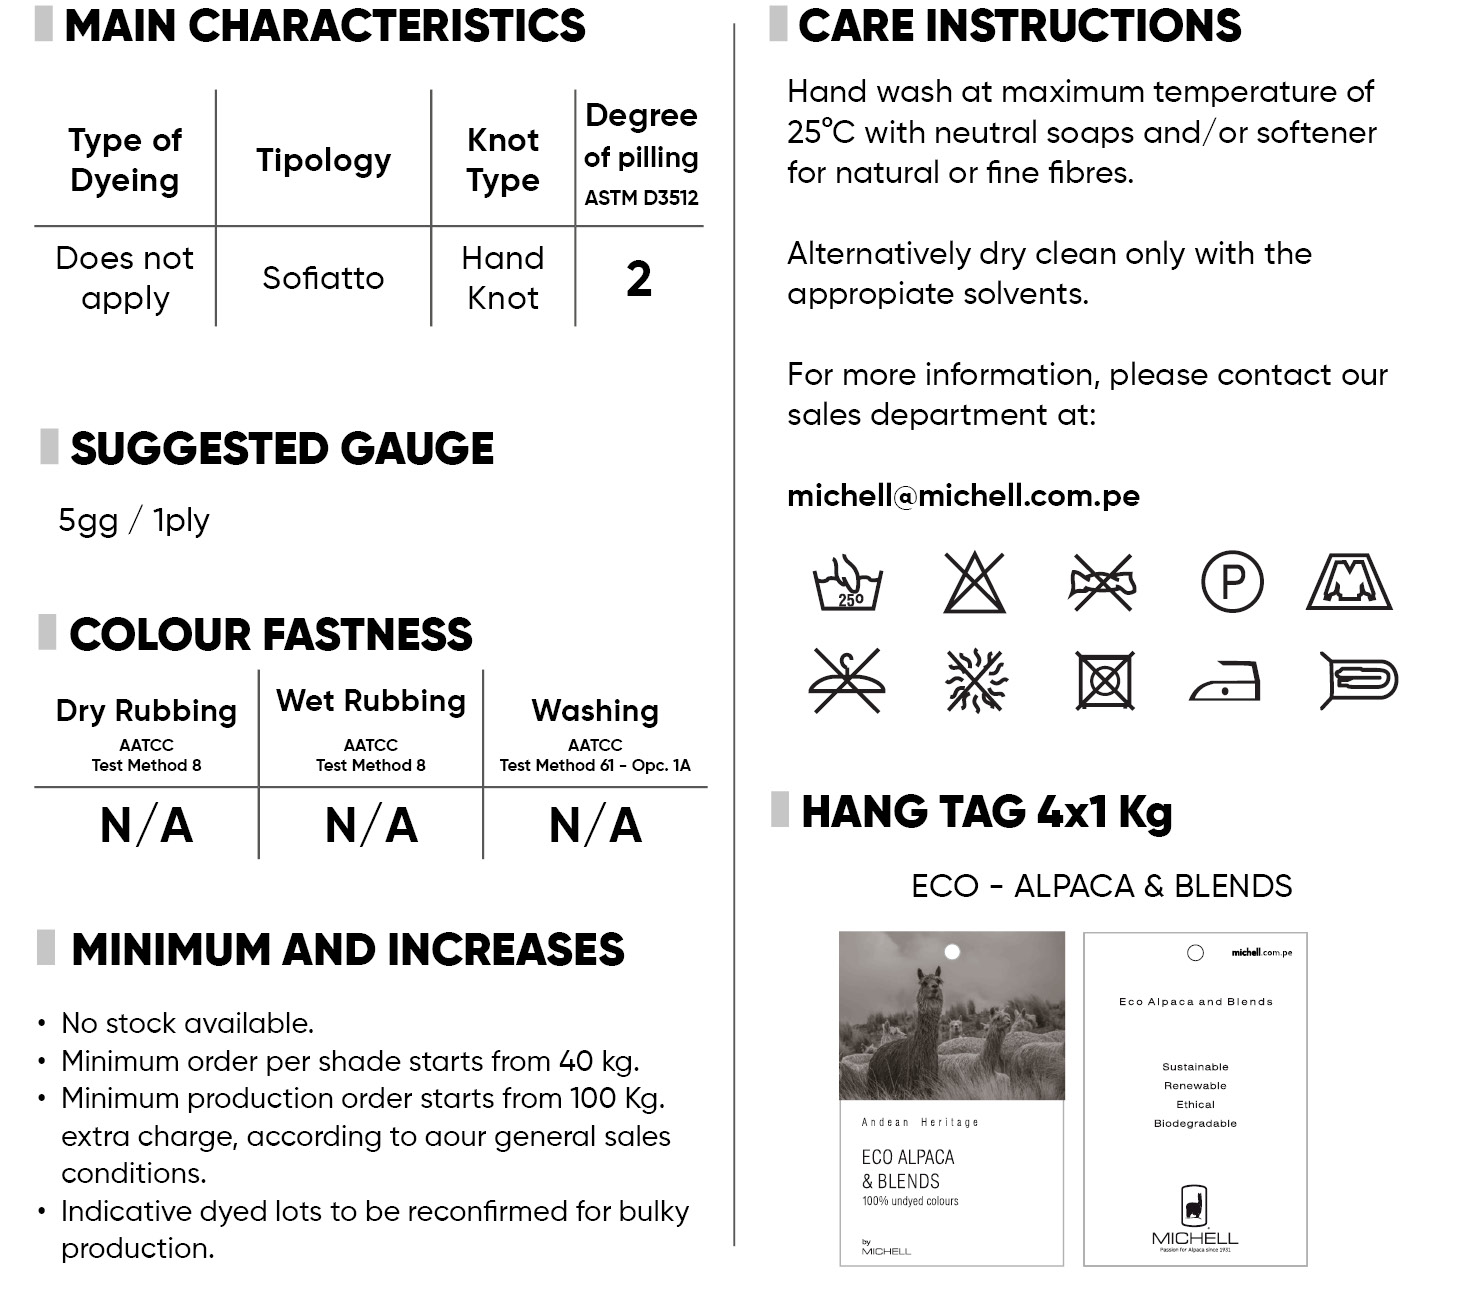 MAIN CHARACTERISTICS
Type of
Dyeing
Tipology
Knot
Type
Degree
of pilling
ASTM D3512
Does not
apply
Sofiatto
Hand
Knot
2
SUGGESTED GAUGE
5gg / 1ply
COLOUR FASTNESS
Dry Rubbing
AATCC
Test Method 8
Wet Rubbing
AATCC
Test Method 8
Washing
AATCC
Test Method 61 - Opc. 1A
N/A
N/A
N/A
MINIMUM AND INCREASES
• No stock available.
• Minimum order per shade starts from 40 kg.
• Minimum production order starts from 100 Kg.
extra charge, according to aour general sales
conditions.
• Indicative dyed lots to be reconfirmed for bulky
production.
CARE INSTRUCTIONS
Hand wash at maximum temperature of
25°C with neutral soaps and/or softener
for natural or fine fibres.
Alternatively dry clean only with the
appropiate solvents.
For more information, please contact our
sales department at:
michell@michell.com.pe
25º
P
HANG TAG 4x1 Kg
ECO - ALPACA & BLENDS
Andean Heritage
ECO ALPACA
& BLENDS
100% undyed colours
by
MICHELL
michell.com.pe
Eco Alpaca and Blends
Sustainable
Renewable
Ethical
Biodegradable
MICHELL
Passion for Alpaca since 1931